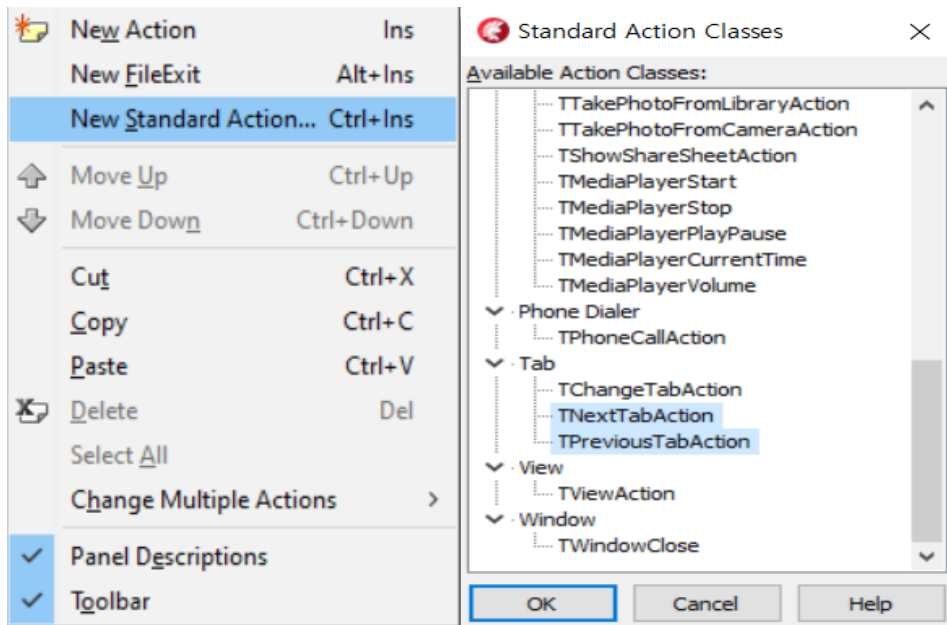 New Action Ins
New FileExit Alt+Ins
New Standard Action... Ctrl+Ins
Move Up Ctrl+Up
Move Down Ctrl+Down
Cut Ctrl+X
Copy Ctrl+C
Paste Ctrl+V
Delete Del
Select All
Change Multiple Actions
Panel Descriptions
Toolbar
Standard Action Classes
Available Action Classes:
TTakePhotoFromLibraryAction
TTakePhotoFromCameraAction
TShowShareSheetAction
TMediaPlayerStart
TMediaPlayerStop
TMediaPlayerPlayPause
TMediaPlayerCurrentTime
TMediaPlayerVolume
Phone Dialer
TPhoneCallAction
Tab
TChangeTabAction
TNextTabAction
TPreviousTabAction
View
TViewAction
Window
TWindowClose
OK Cancel Help